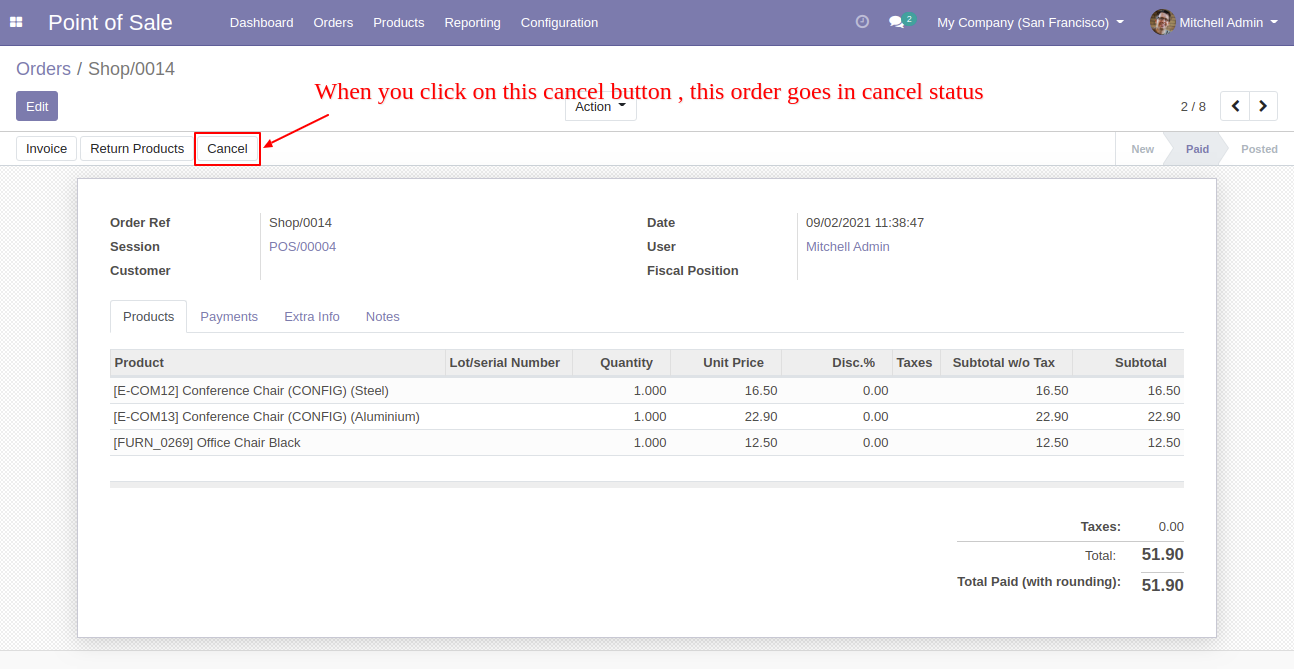 Point of Sale Dashboard Orders Products Reporting Configuration 2 My Company (San Francisco) Mitchell Admin
Orders / Shop/0014
When you click on this cancel button , this order goes in cancel status
Edit Action 2 / 8
Invoice Return Products Cancel New Paid Posted
Order Ref Shop/0014 Date 09/02/2021 11:38:47
Session POS/00004 User Mitchell Admin
Customer Fiscal Position
Products Payments Extra Info Notes
Product Lot/serial Number Quantity Unit Price Disc.% Taxes Subtotal w/o Tax Subtotal
[E-COM12] Conference Chair (CONFIG) (Steel) 1.000 16.50 0.00 16.50 16.50
[E-COM13] Conference Chair (CONFIG) (Aluminium) 1.000 22.90 0.00 22.90 22.90
[FURN_0269] Office Chair Black 1.000 12.50 0.00 12.50 12.50
Taxes: 0.00
Total: 51.90
Total Paid (with rounding): 51.90